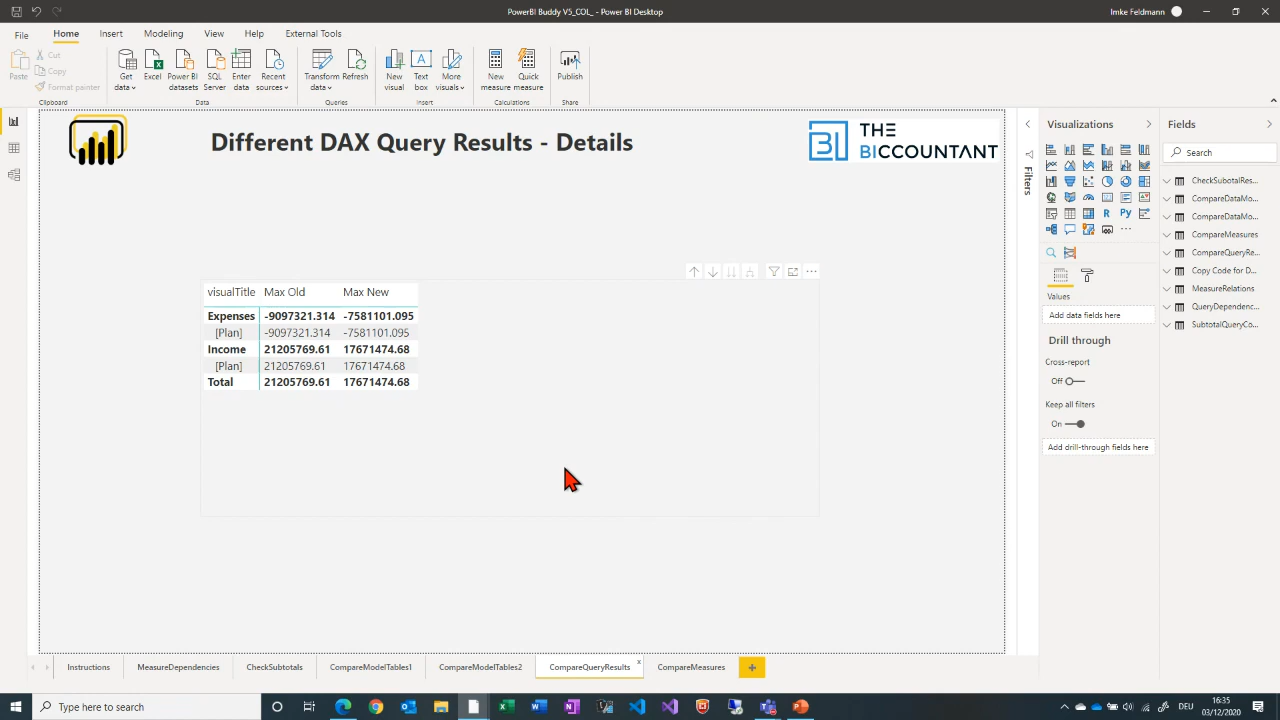 PowerBI Buddy V5_COL_ - Power BI Desktop
Imke Feldmann
File Home Insert Modeling View Help External Tools
Paste
Cut
Copy
Format painter
Get data
Excel
Power BI datasets
SQL Server
Enter data
Recent sources
Transform data
Refresh
New visual
Text box
More visuals
New measure
Quick measure
Publish
Clipboard Data Queries Insert Calculations Share
Different DAX Query Results - Details
THE
BICCOUNTANT
visualTitle Max Old Max New
Expenses -9097321.314 -7581101.095
[Plan] -9097321.314 -7581101.095
Income 21205769.61 17671474.68
[Plan] 21205769.61 17671474.68
Total 21205769.61 17671474.68
Filters
Visualizations
R Py
Values
Add data fields here
Drill through
Cross-report
Off
Keep all filters
On
Add drill-through fields here
Fields
Search
CheckSubotalRes...
CompareDataMo...
CompareDataMo...
CompareMeasures
CompareQueryRe...
Copy Code for D...
MeasureRelations
QueryDependenc...
SubtotalQueryCo...
Instructions MeasureDependencies CheckSubtotals CompareModelTables1 CompareModelTables2 CompareQueryResults CompareMeasures
Type here to search
DEU
16:35
03/12/2020